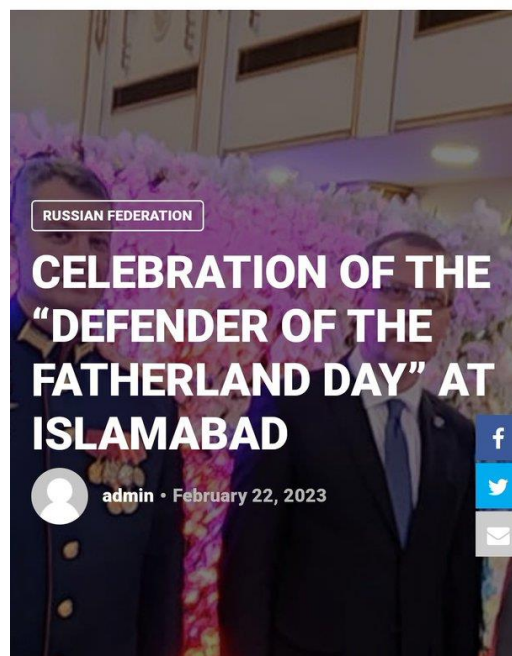 RUSSIAN FEDERATION
CELEBRATION OF THE
“DEFENDER OF THE
FATHERLAND DAY” AT
ISLAMABAD
admin • February 22, 2023